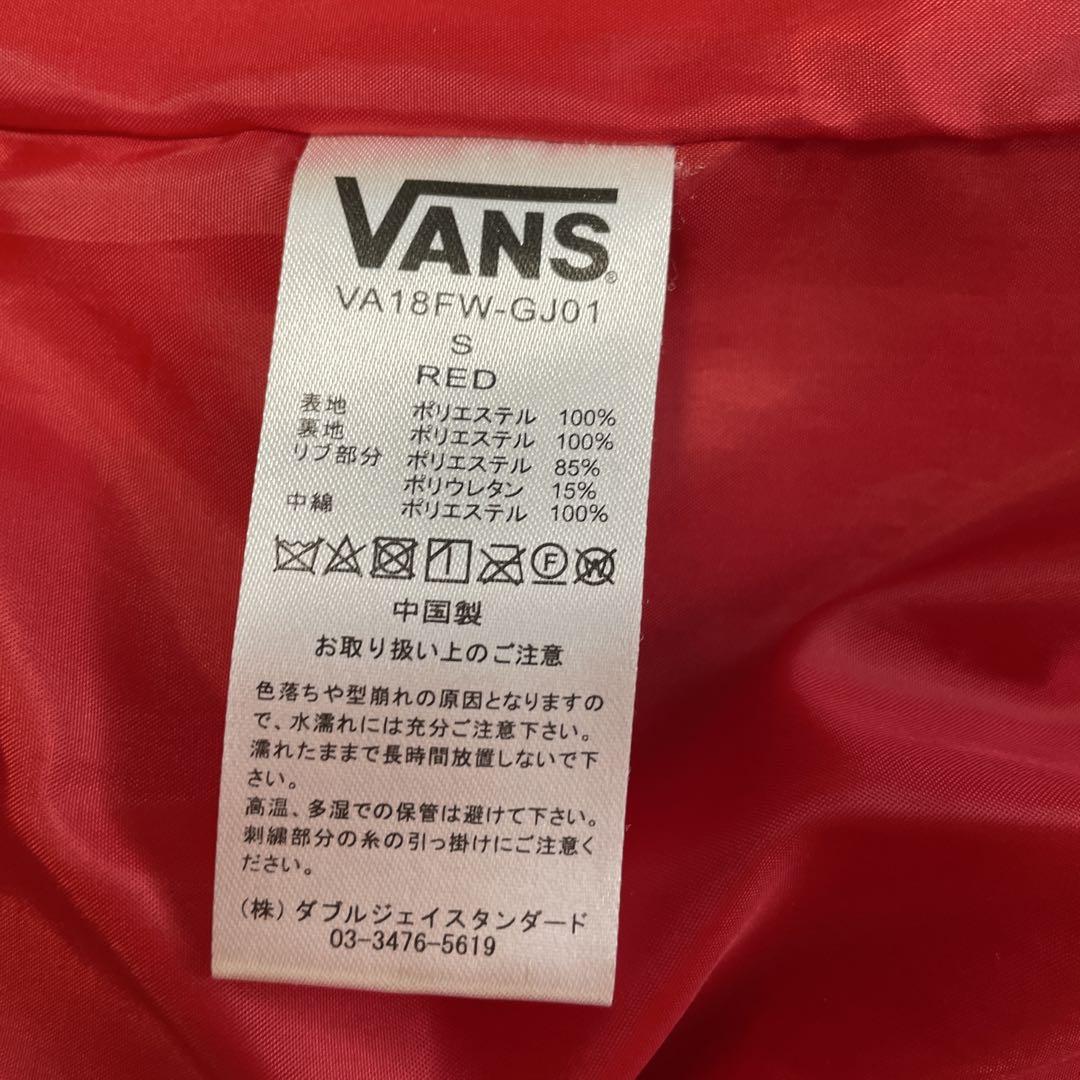 VANS®
VA18FW-GJ01
S
RED
表地 ポリエステル 100%
裏地 ポリエステル 100%
リブ部分 ポリエステル 85%
ポリウレタン 15%
中綿 ポリエステル 100%
F W
中国製
お取り扱い上のご注意
色落ちや型崩れの原因となりますの
で、水濡れには充分ご注意下さい。
濡れたままで長時間放置しないで下
さい。
高温、多湿での保管は避けて下さい。
刺繍部分の糸の引っ掛けにご注意く
ださい。
(株)ダブルジェイスタンダード
03-3476-5619